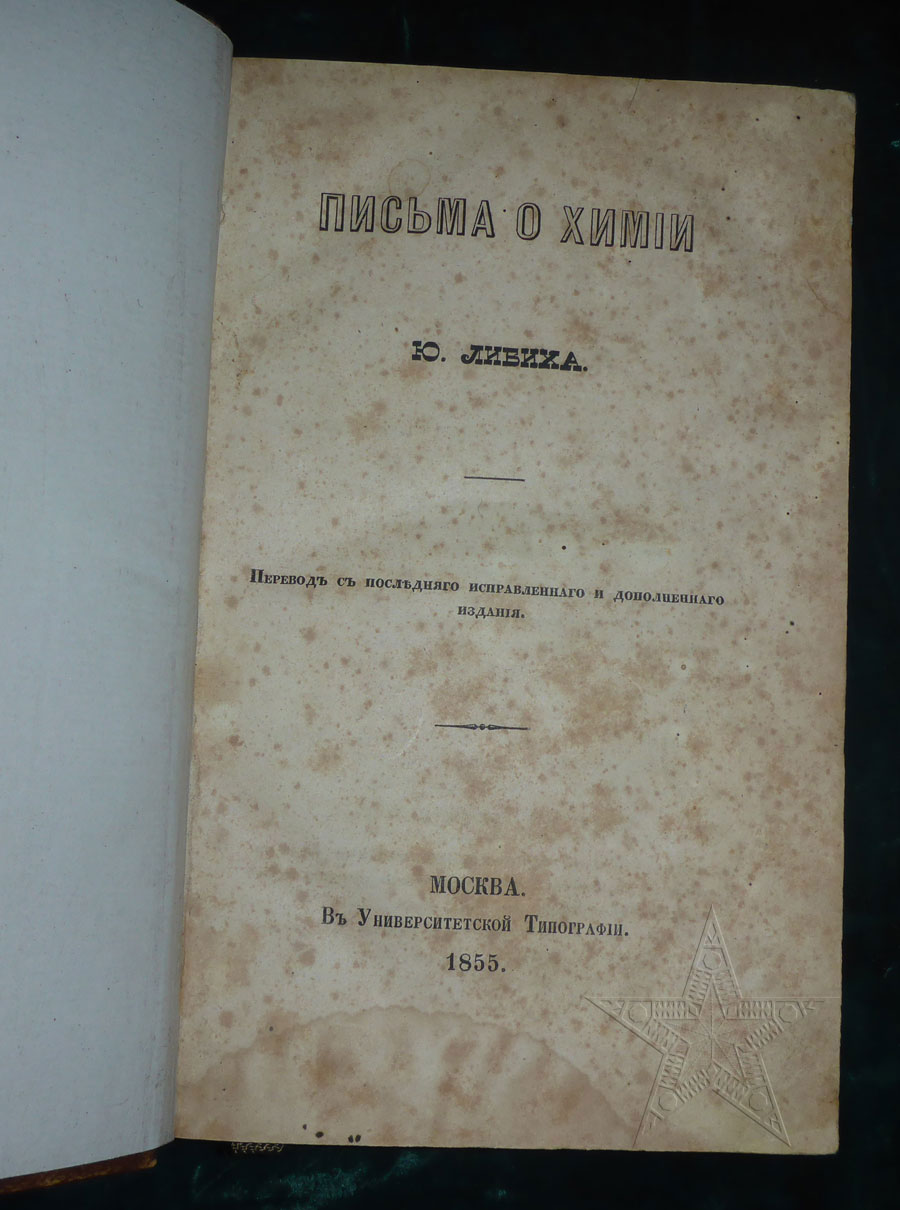 ПИСЬМА О ХИМІИ
Ю. ЛИБИХА.
Переводъ съ послѣдняго исправленнаго и дополненнаго
изданія.
МОСКВА.
Въ Университетской Типографіи.
1855.